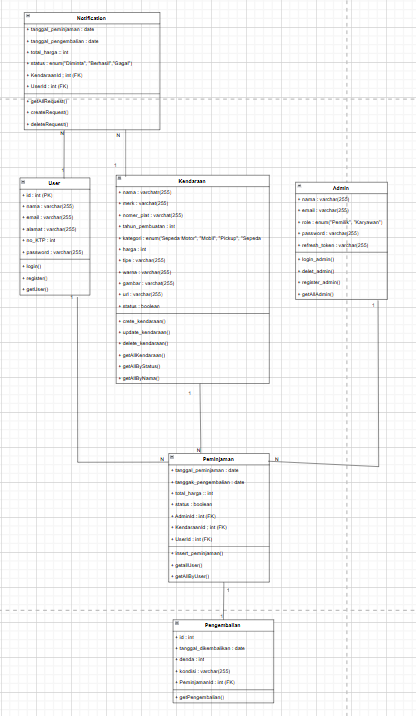 Notification
+ tanggal_peminjaman : date
+ tanggal_pengembalian : date
+ total_harga :: int
+ status : enum("Diminta", "Berhasil","Gagal")
+ KendaraanId : int (FK)
+ UserId : int (FK)
+ getAllRequest()
+ createRequest()
+ deleteRequest()
N
N
1
1
User
+ id : int (PK)
+ nama : varchar(255)
+ email : varchar(255)
+ alamat : varchar(255)
+ no_KTP : int
+ password : varchar(255)
+ login()
+ register()
+ getUser()
1
Kendaraan
+ nama : varchatr(255)
+ merk : varchat(255)
+ nomer_plat : varchar(255)
+ tahun_pembuatan : int
+ kategori : enum("Sepeda Motor", "Mobil", "Pickup", "Sepeda
+ harga : int
+ tipe : varchar(255)
+ warna : varchar(255)
+ gambar : varchar(255)
+ url : varchar(255)
+ status : boolean
+ crete_kendaraan()
+ update_kendaraan()
+ delete_kendaraan()
+ getAllKendaraan()
+ getAllByStatus()
+ getAllByNama()
1
Admin
+ nama : varchar(255)
+ email : varchar(255)
+ role : enum("Pemilik", "Karyawan")
+ password : varchar(255)
+ refresh_token : varchar(255)
+ login_admin()
+ delet_admin()
+ register_admin()
+ getAllAdmin()
1
N
N
N
Peminjaman
+ tanggal_peminjaman : date
+ tanggak_pengembalian : date
+ total_harga :: int
+ status : boolean
+ AdminId : int (FK)
+ KendaraanId : int (FK)
+ UserId : int (FK)
+ insert_peminjaman()
+ getallUser()
+ getAllByUser()
1
1
Pengembalian
+ id : int
+ tanggal_dikembalikan : date
+ denda : int
+ kondisi : varchar(255)
+ PeminjamanId : int (FK)
+ getPengembalian()